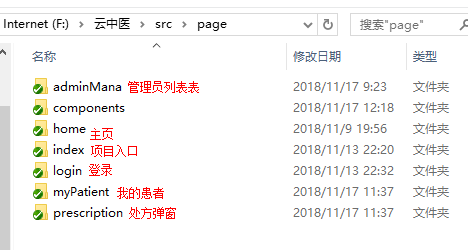 Internet (F:) › 云中医 › src › page
搜索"page"
名称 修改日期 类型
adminMana 管理员列表表 2018/11/17 9:23 文件夹
components 2018/11/17 12:18 文件夹
home 主页 2018/11/9 19:56 文件夹
index 项目入口 2018/11/13 22:20 文件夹
login 登录 2018/11/13 22:32 文件夹
myPatient 我的患者 2018/11/17 11:37 文件夹
prescription 处方弹窗 2018/11/17 11:37 文件夹